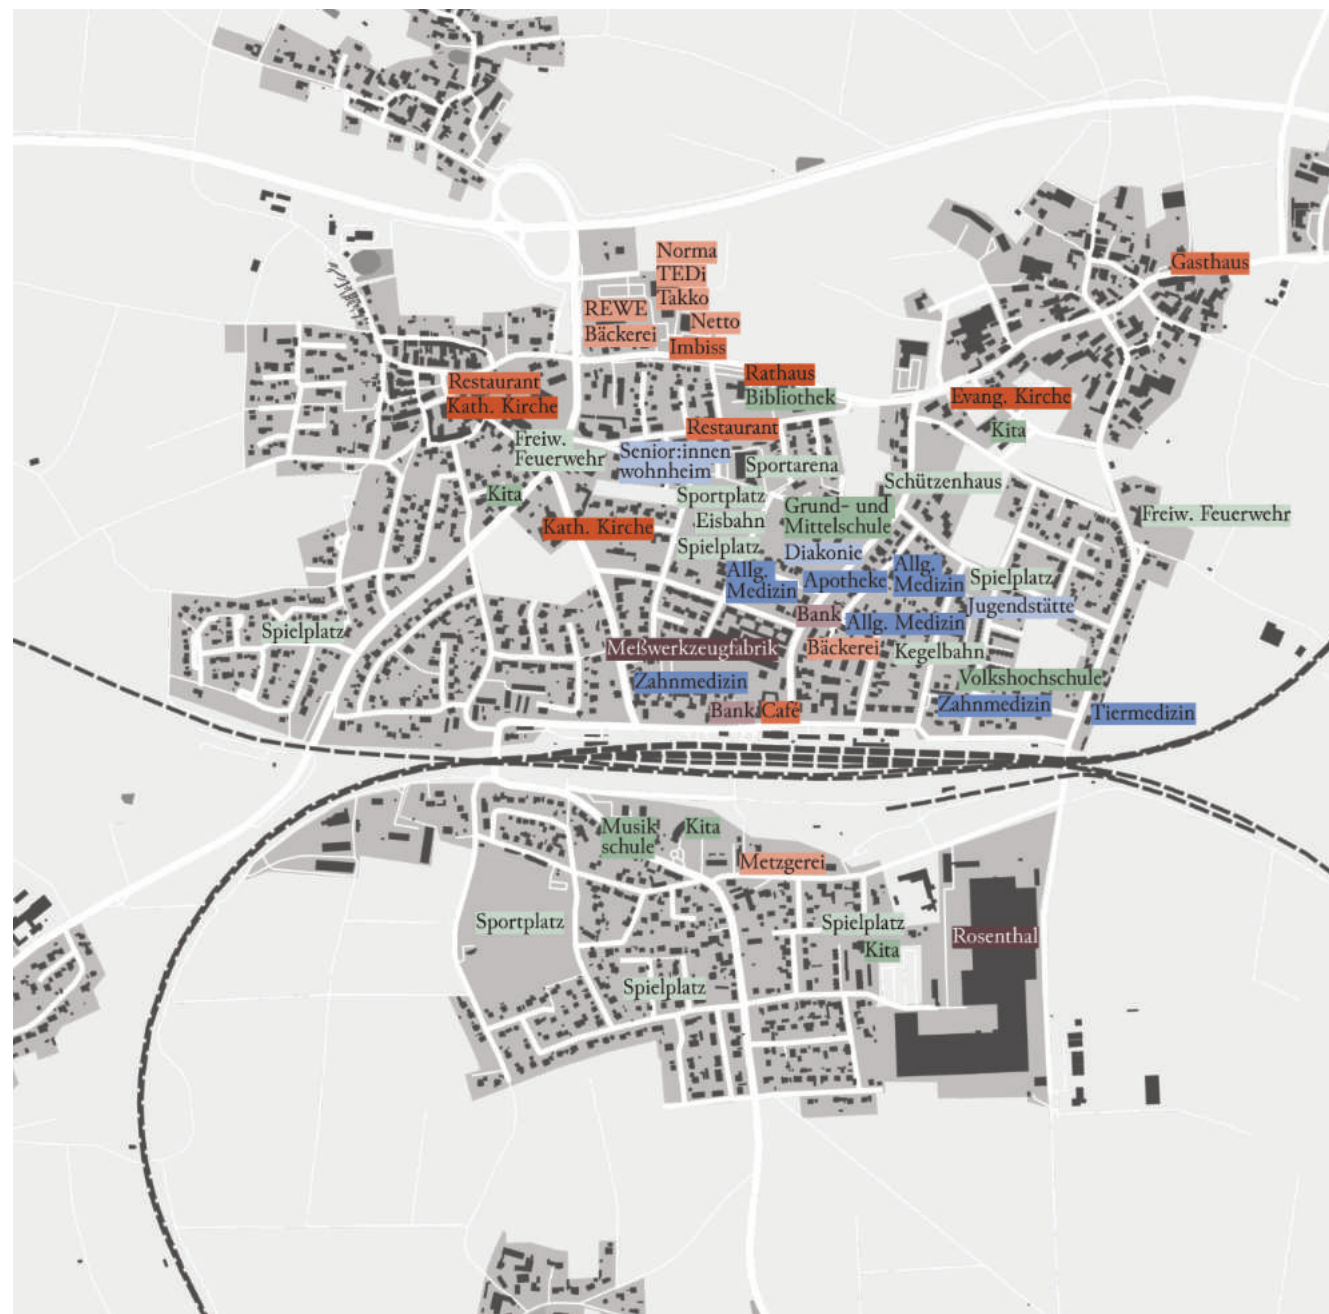 Norma
TEDi
Takko
REWE
Netto
Bäckerei
Imbiss
Gasthaus
Rathaus
Restaurant
Bibliothek
Kath. Kirche
Evang. Kirche
Restaurant
Kita
Freiw.
Feuerwehr
Senior:innen
wohnheim
Sportarena
Schützenhaus
Kita
Sportplatz
Grund- und
Mittelschule
Eisbahn
Freiw. Feuerwehr
Kath. Kirche
Spielplatz
Diakonie
Allg.
Medizin
Apotheke
Allg.
Medizin
Spielplatz
Jugendstätte
Bank
Allg. Medizin
Spielplatz
Meßwerkzeugfabrik
Bäckerei
Kegelbahn
Zahnmedizin
Volkshochschule
Zahnmedizin
Bank
Café
Tiermedizin
Musik
schule
Kita
Metzgerei
Sportplatz
Spielplatz
Rosenthal
Kita
Spielplatz